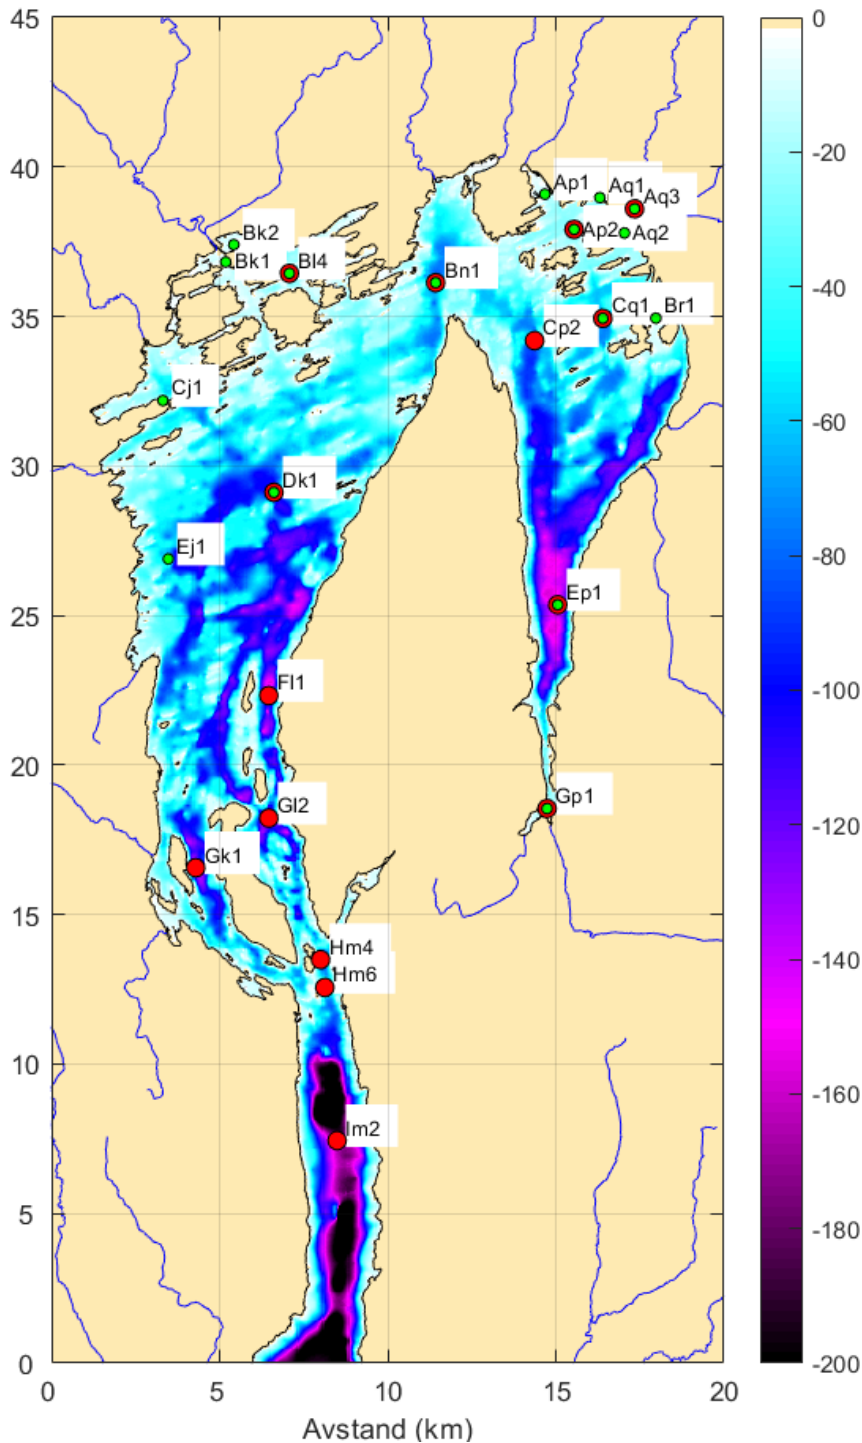 45
0
40
Ap1
Aq1
Aq3
-20
Bk2
Ap2
Aq2
Bk1
Bl4
Bn1
-40
35
Cq1
Br1
Cp2
Cj1
-60
30
Dk1
Ej1
-80
Ep1
25
-100
Fl1
20
Gl2
Gp1
-120
Gk1
15
-140
Hm4
Hm6
10
-160
Im2
5
-180
0
-200
0
5
10
15
20
Avstand (km)